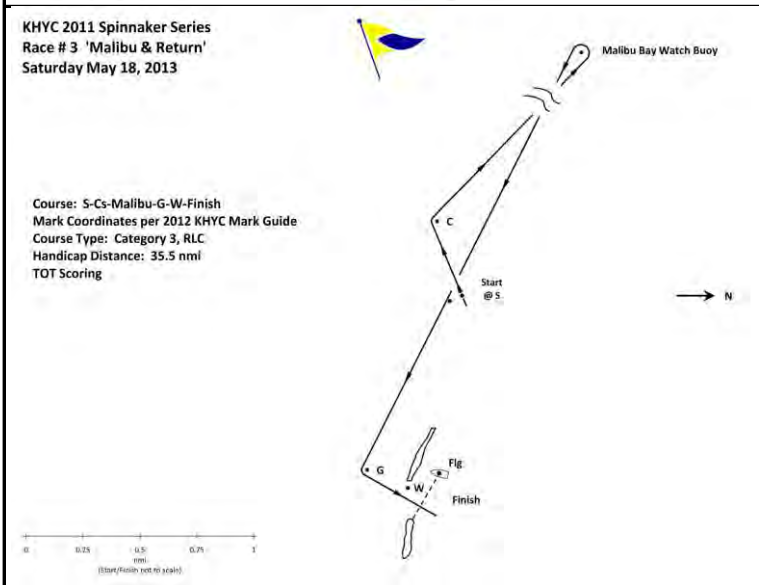 KHYC 2011 Spinnaker Series
Race # 3 'Malibu & Return'
Saturday May 18, 2013
Malibu Bay Watch Buoy
Course: S-Cs-Malibu-G-W-Finish
Mark Coordinates per 2012 KHYC Mark Guide
Course Type: Category 3, RLC
Handicap Distance: 35.5 nmi
TOT Scoring
C
Start
@ S
N
G
W
Flg
Finish
0 0.25 0.5 0.75 1
nmi
(Start/Finish not to scale)